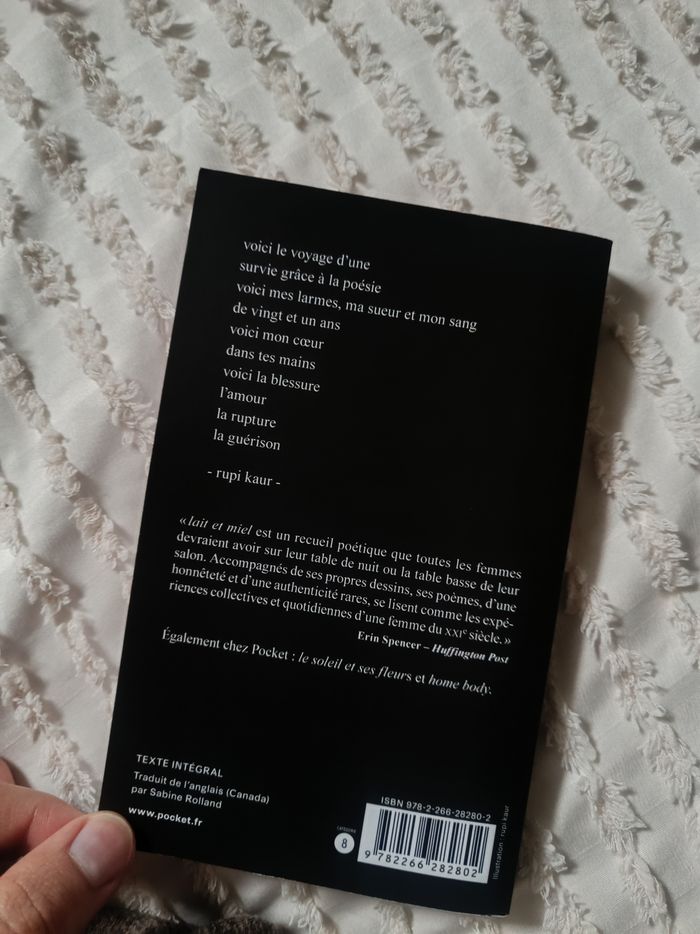 voici le voyage d'une
survie grâce à la poésie
voici mes larmes, ma sueur et mon sang
de vingt et un ans
voici mon cœur
dans tes mains
voici la blessure
l'amour
la rupture
la guérison
- rupi kaur -
« lait et miel est un recueil poétique que toutes les femmes
devraient avoir sur leur table de nuit ou la table basse de leur
salon. Accompagnés de ses propres dessins, ses poèmes, d'une
honnêteté et d'une authenticité rares, se lisent comme les expé-
riences collectives et quotidiennes d'une femme du XXIe siècle. »
Erin Spencer – Huffington Post
Également chez Pocket : le soleil et ses fleurs et home body.
TEXTE INTÉGRAL
Traduit de l'anglais (Canada)
par Sabine Rolland
www.pocket.fr
CATÉGORIE
8
ISBN 978-2-266-28280-2
9 782266 282802
Illustration : rupi kaur